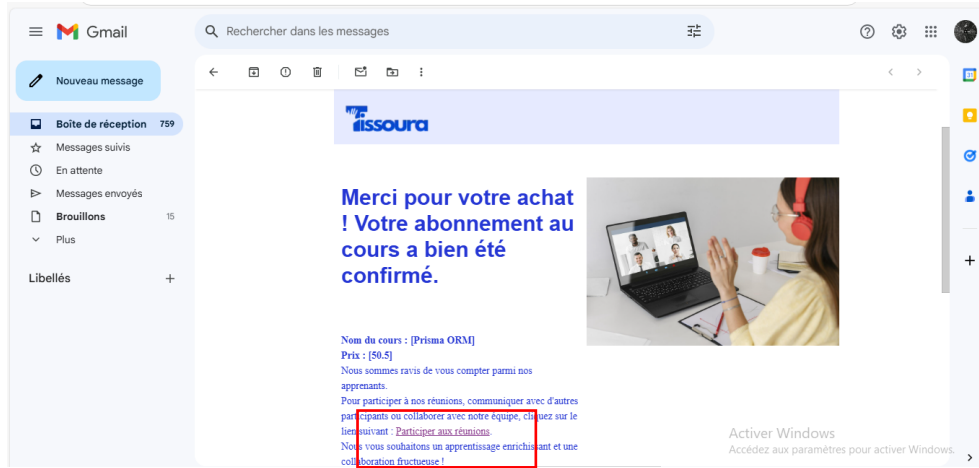 Gmail
Rechercher dans les messages
Nouveau message
Boîte de réception 759
Messages suivis
En attente
Messages envoyés
Brouillons 15
Plus
Libellés
Tissoura
Merci pour votre achat
! Votre abonnement au
cours a bien été
confirmé.
Nom du cours : [Prisma ORM]
Prix : [50.5]
Nous sommes ravis de vous compter parmi nos
apprenants.
Pour participer à nos réunions, communiquer avec d'autres
participants ou collaborer avec notre équipe, cliquez sur le
lien suivant : Participer aux réunions.
Nous vous souhaitons un apprentissage enrichissant et une
collaboration fructueuse !
Activer Windows
Accédez aux paramètres pour activer Windows.